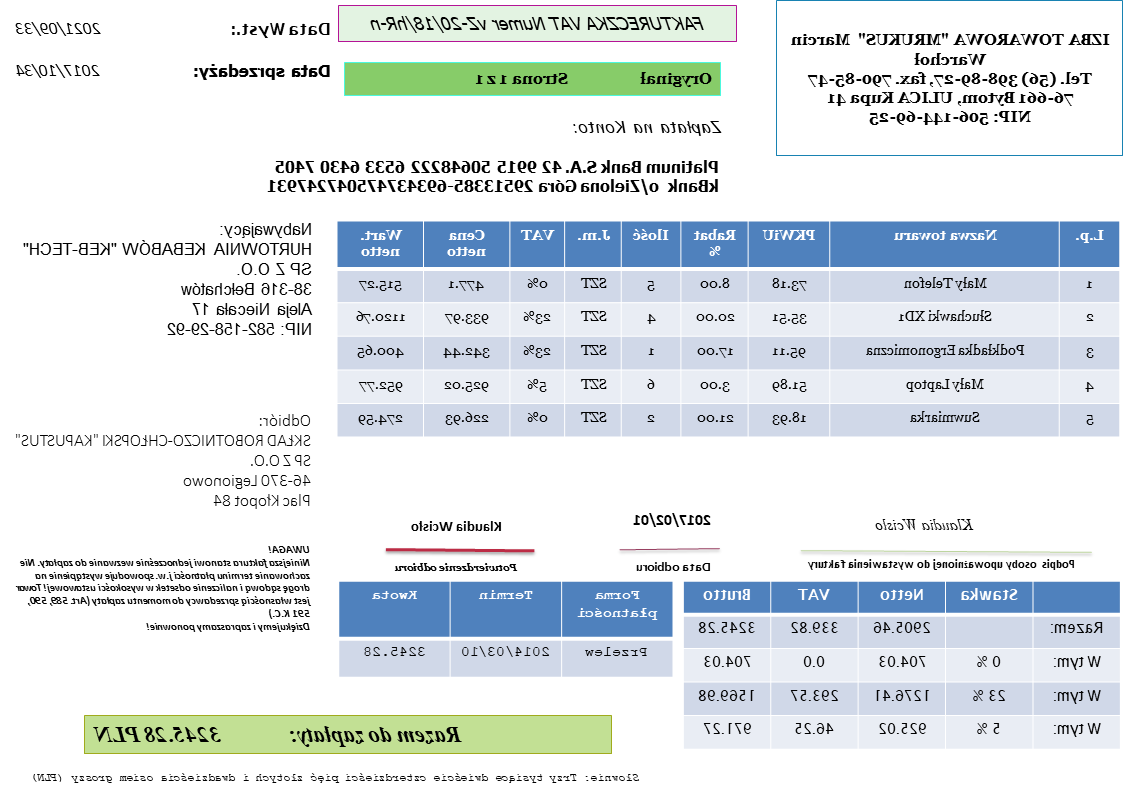 IZBA TOWAROWA "MRUKUS" Marcin
Warchoł
Tel. (56) 398-89-27, fax. 790-85-47
76-661 Bytom, ULICA Kupa 41
NIP: 506-144-69-25
FAKTURECZKA VAT Numer vZ-20/18/hR-n
Data Wyst.: 2021/09/33
Oryginał Strona 1 z 1
Data sprzedaży: 2017/10/34
Zapłata na Konto:
Platinum Bank S.A. 42 9915 50648222 6533 6430 7405
kBank o/Zielona Góra 29513385-693437475047247931
L.p. Nazwa towaru PKWiU Rabat % Ilość J.m. VAT Cena netto Wart. netto
1 Mały Telefon 73.18 8.00 5 SZT 0% 477.1 515.27
2 Słuchawki XD1 35.51 20.00 4 SZT 23% 933.97 1120.76
3 Podkładka Ergonomiczna 95.11 17.00 1 SZT 23% 342.44 400.65
4 Mały Laptop 51.89 3.00 6 SZT 5% 925.02 952.77
5 Suwmiarka 18.93 21.00 2 SZT 0% 226.93 274.59
Nabywający:
HURTOWNIA KEBABÓW "KEB-TECH"
SP Z O.O.
38-316 Bełchatów
Aleja Niecała 17
NIP: 582-158-29-92
Odbiór:
SKŁAD ROBOTNICZO-CHŁOPSKI "KAPUSTUS"
SP Z O.O.
46-370 Legionowo
Plac Kłopot 84
Klaudia Wcisło
Podpis osoby upoważnionej do wystawienia faktury
2017/02/01
Data odbioru
Klaudia Wcisło
Potwierdzenie odbioru
UWAGA!
Niniejsza faktura stanowi jednocześnie wezwanie do zapłaty. Nie
zachowanie terminu płatności j.w. spowoduje wystąpienie na
drogę sądową i naliczenie odsetek w wysokości ustawowej! Towar
jest własnością sprzedawcy do momentu zapłaty (Art. 589, 590,
591 K.C.)
Dziękujemy i zapraszamy ponownie!
Stawka Netto VAT Brutto
Razem: 2905.46 339.82 3245.28
W tym: 0 % 704.03 0.0 704.03
W tym: 23 % 1276.41 293.57 1569.98
W tym: 5 % 925.02 46.25 971.27
Forma płatności Termin Kwota
Przelew 2014/03/10 3245.28
Razem do zapłaty: 3245.28 PLN
Słownie: Trzy tysiące dwieście czterdzieści pięć złotych i dwadzieścia osiem groszy (PLN)